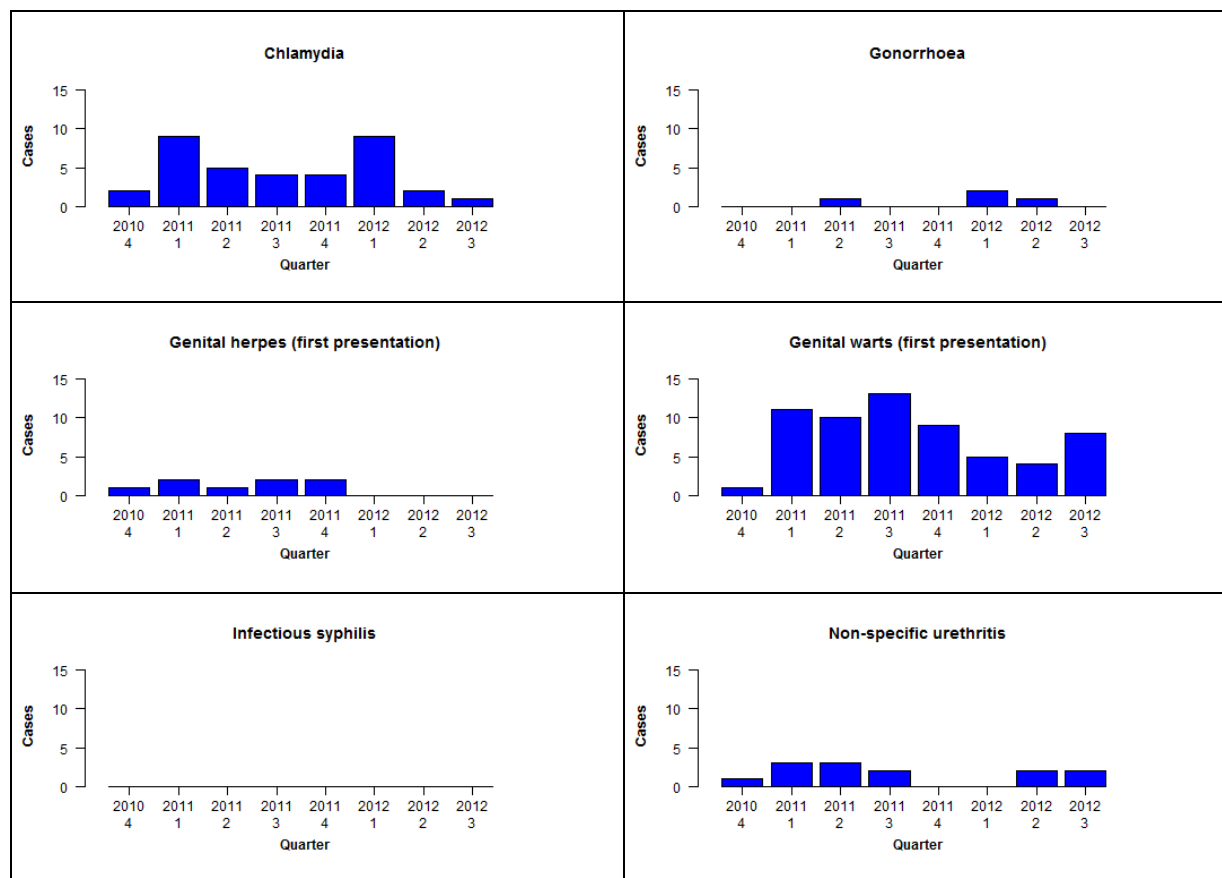 Chlamydia
15
10
5
0
Cases
2010 2011 2011 2011 2011 2012 2012 2012
4 1 2 3 4 1 2 3
Quarter
Gonorrhoea
15
10
5
0
Cases
2010 2011 2011 2011 2011 2012 2012 2012
4 1 2 3 4 1 2 3
Quarter
Genital herpes (first presentation)
15
10
5
0
Cases
2010 2011 2011 2011 2011 2012 2012 2012
4 1 2 3 4 1 2 3
Quarter
Genital warts (first presentation)
15
10
5
0
Cases
2010 2011 2011 2011 2011 2012 2012 2012
4 1 2 3 4 1 2 3
Quarter
Infectious syphilis
15
10
5
0
Cases
2010 2011 2011 2011 2011 2012 2012 2012
4 1 2 3 4 1 2 3
Quarter
Non-specific urethritis
15
10
5
0
Cases
2010 2011 2011 2011 2011 2012 2012 2012
4 1 2 3 4 1 2 3
Quarter